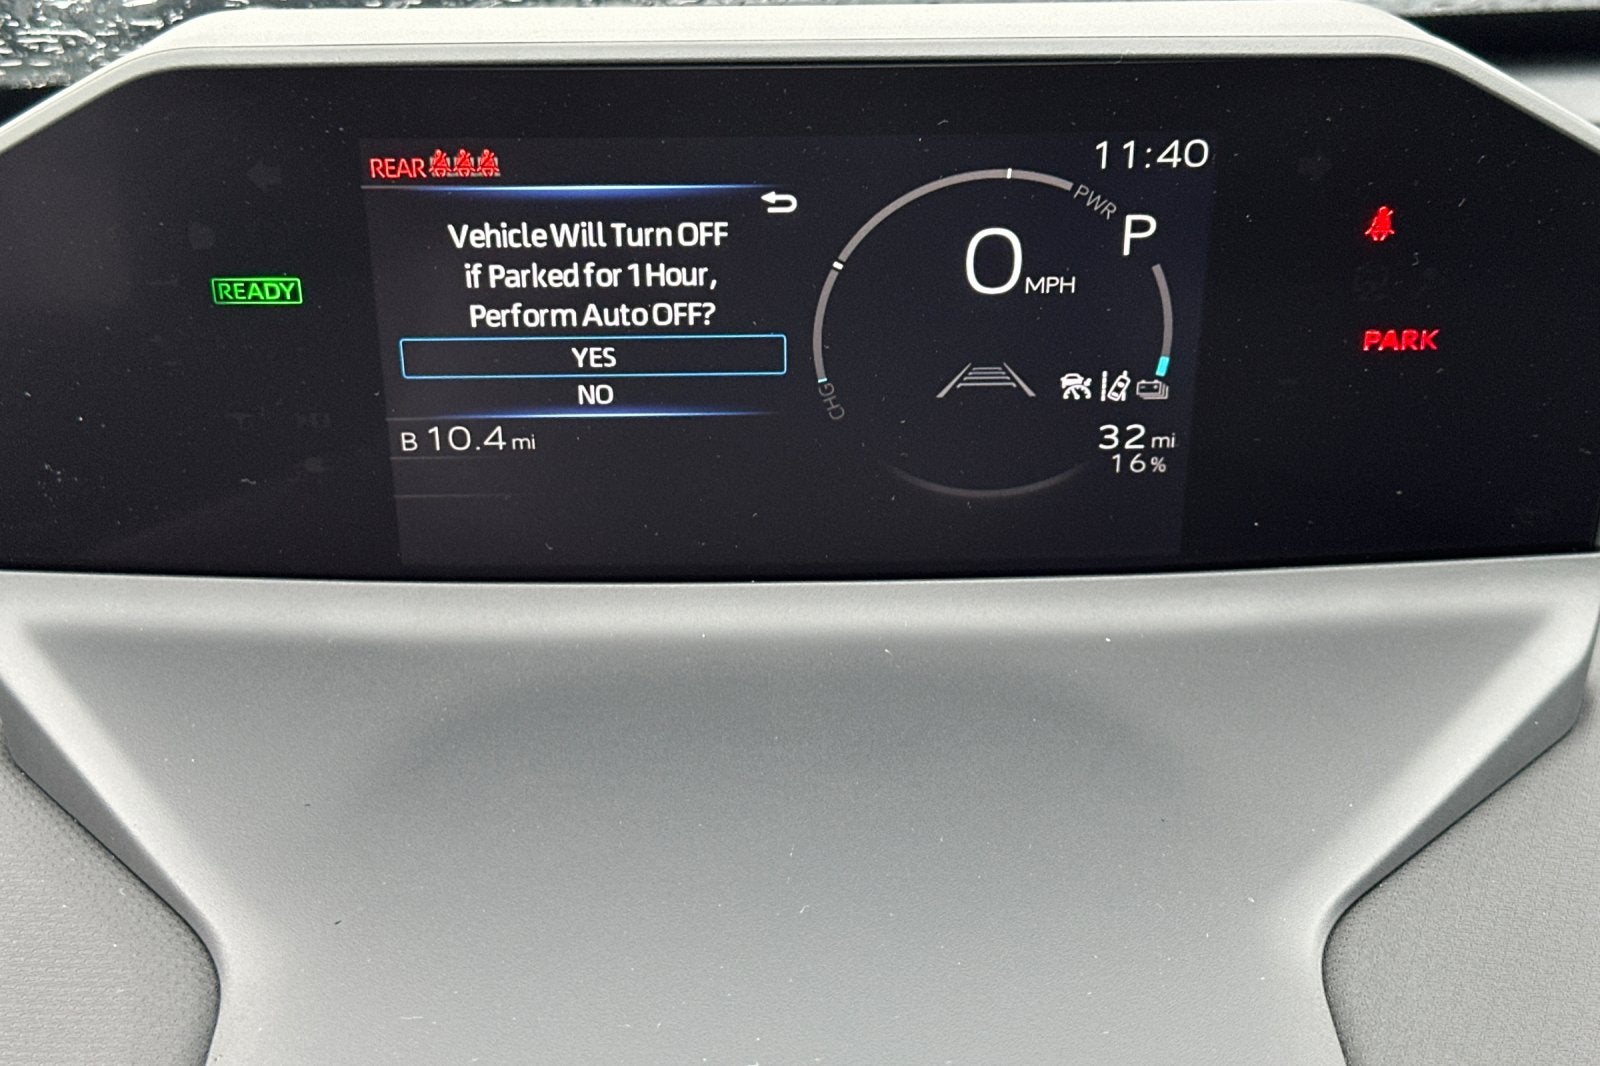 REAR
11:40
Vehicle Will Turn OFF
if Parked for 1 Hour,
Perform Auto OFF?
YES
NO
B 10.4 mi
READY
PWR
P
0 MPH
CHG
32 mi
16%
PARK